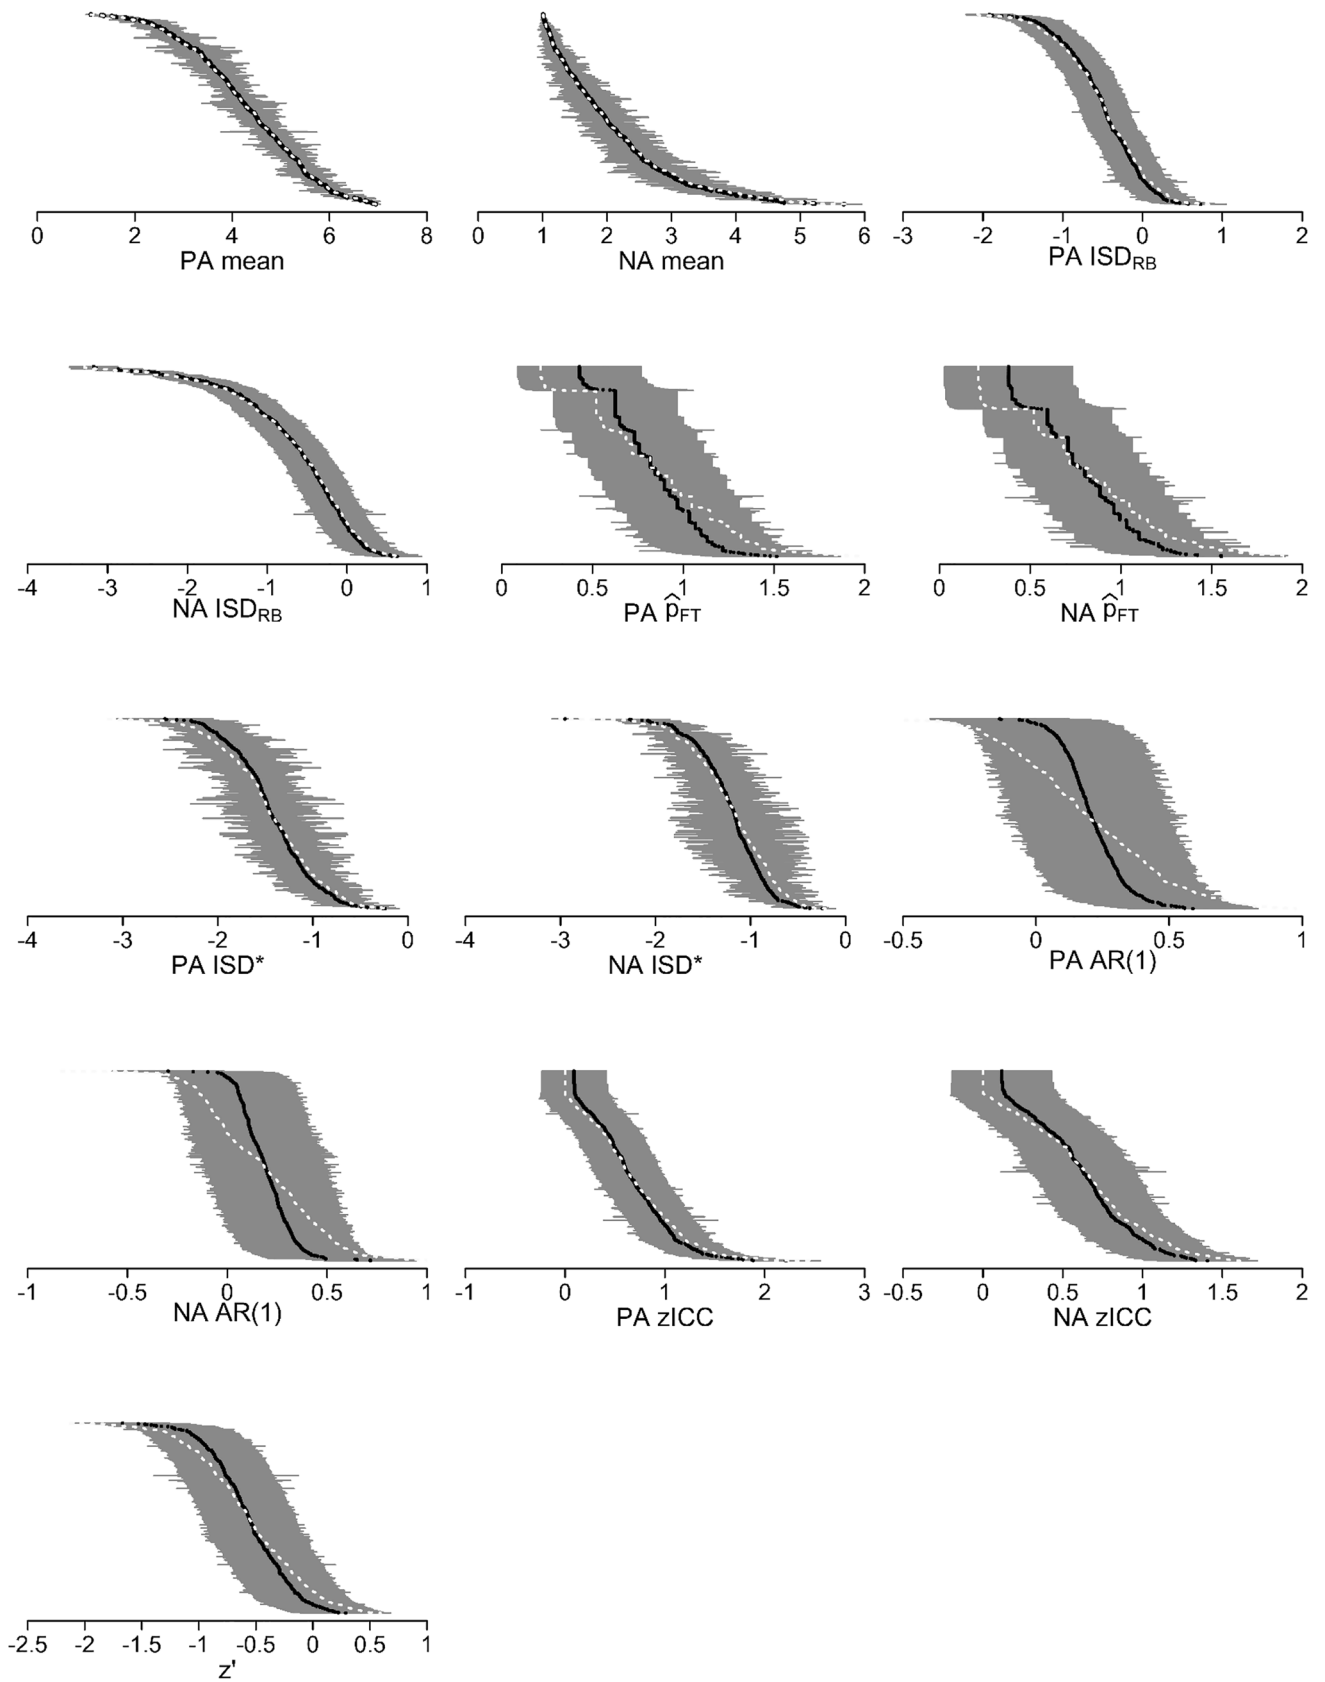 0 2 4 6 8
PA mean
0 1 2 3 4 5 6
NA mean
-3 -2 -1 0 1 2
PA ISD_RB
-4 -3 -2 -1 0 1
NA ISD_RB
0 0.5 1 1.5 2
PA p̂_FT
0 0.5 1 1.5 2
NA p̂_FT
-4 -3 -2 -1 0
PA ISD*
-4 -3 -2 -1 0
NA ISD*
-0.5 0 0.5 1
PA AR(1)
-1 -0.5 0 0.5 1
NA AR(1)
-1 0 1 2 3
PA zICC
-0.5 0 0.5 1 1.5 2
NA zICC
-2.5 -2 -1.5 -1 -0.5 0 0.5 1
z'